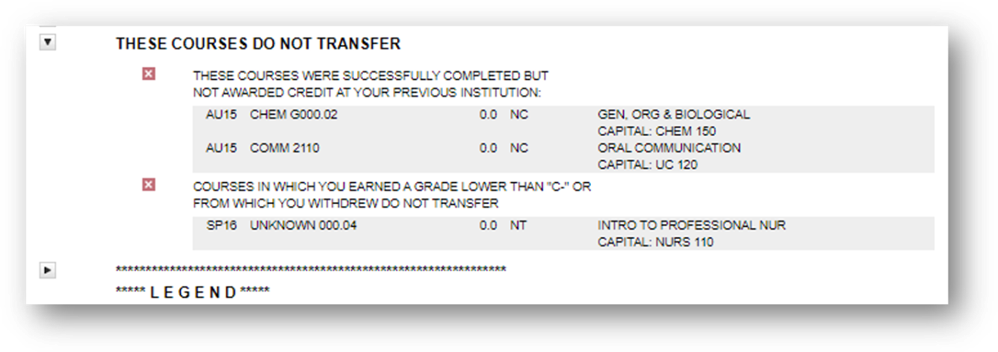 THESE COURSES DO NOT TRANSFER
THESE COURSES WERE SUCCESSFULLY COMPLETED BUT
NOT AWARDED CREDIT AT YOUR PREVIOUS INSTITUTION:
AU15 CHEM G000.02 0.0 NC GEN, ORG & BIOLOGICAL
CAPITAL: CHEM 150
AU15 COMM 2110 0.0 NC ORAL COMMUNICATION
CAPITAL: UC 120
COURSES IN WHICH YOU EARNED A GRADE LOWER THAN "C-" OR
FROM WHICH YOU WITHDREW DO NOT TRANSFER
SP16 UNKNOWN 000.04 0.0 NT INTRO TO PROFESSIONAL NUR
CAPITAL: NURS 110
*****************************************************************
***** L E G E N D *****